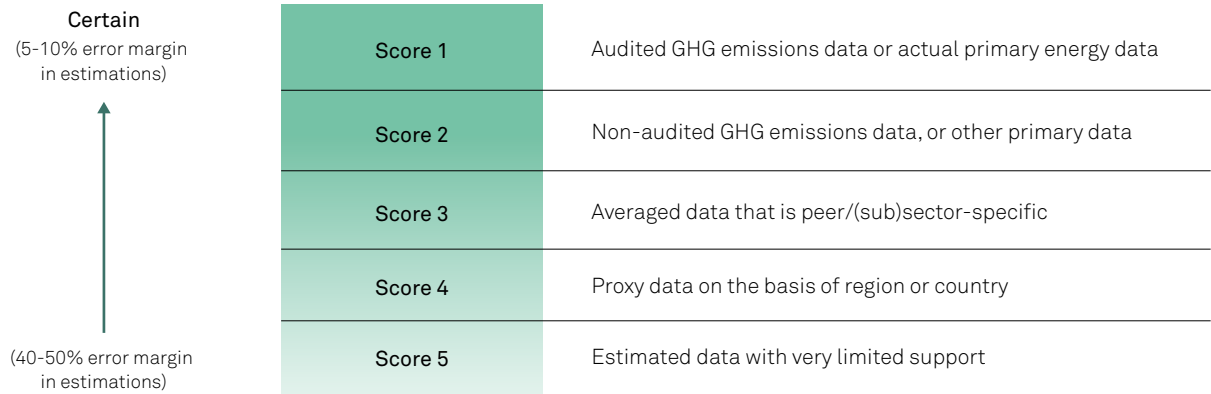 Certain
(5-10% error margin
in estimations)
Score 1
Audited GHG emissions data or actual primary energy data
Score 2
Non-audited GHG emissions data, or other primary data
Score 3
Averaged data that is peer/(sub)sector-specific
Score 4
Proxy data on the basis of region or country
(40-50% error margin
in estimations)
Score 5
Estimated data with very limited support